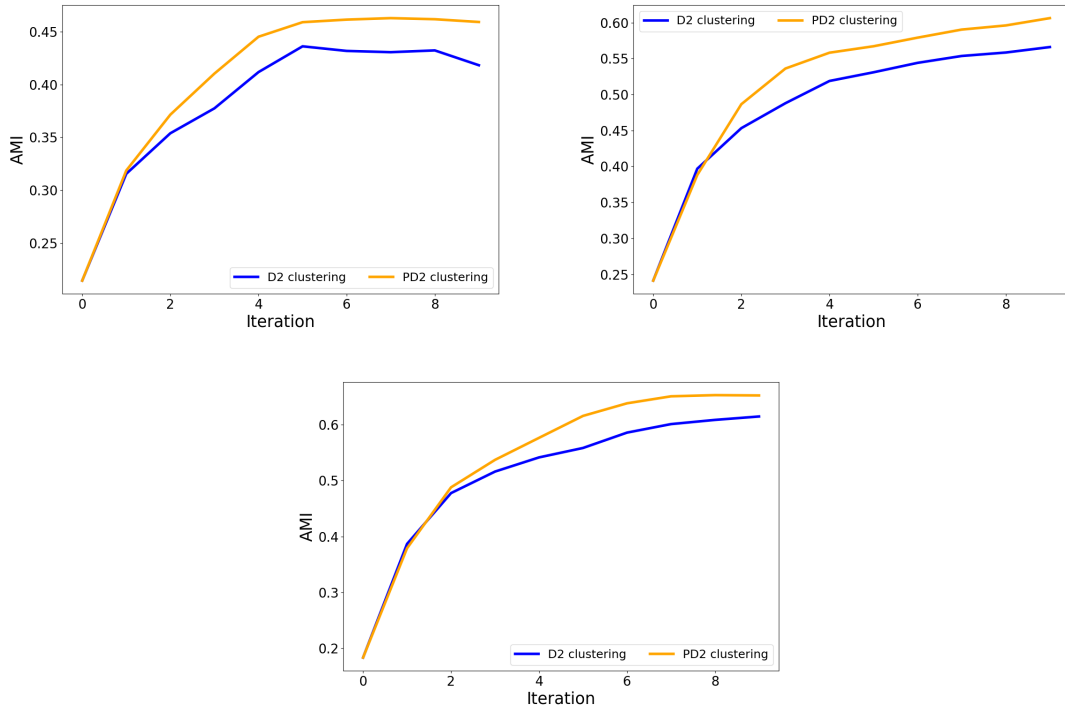 0.45
0.40
0.35
0.30
0.25
AMI
0 2 4 6 8
Iteration
D2 clustering PD2 clustering
0.60
0.55
0.50
0.45
0.40
0.35
0.30
0.25
AMI
0 2 4 6 8
Iteration
D2 clustering PD2 clustering
0.6
0.5
0.4
0.3
0.2
AMI
0 2 4 6 8
Iteration
D2 clustering PD2 clustering